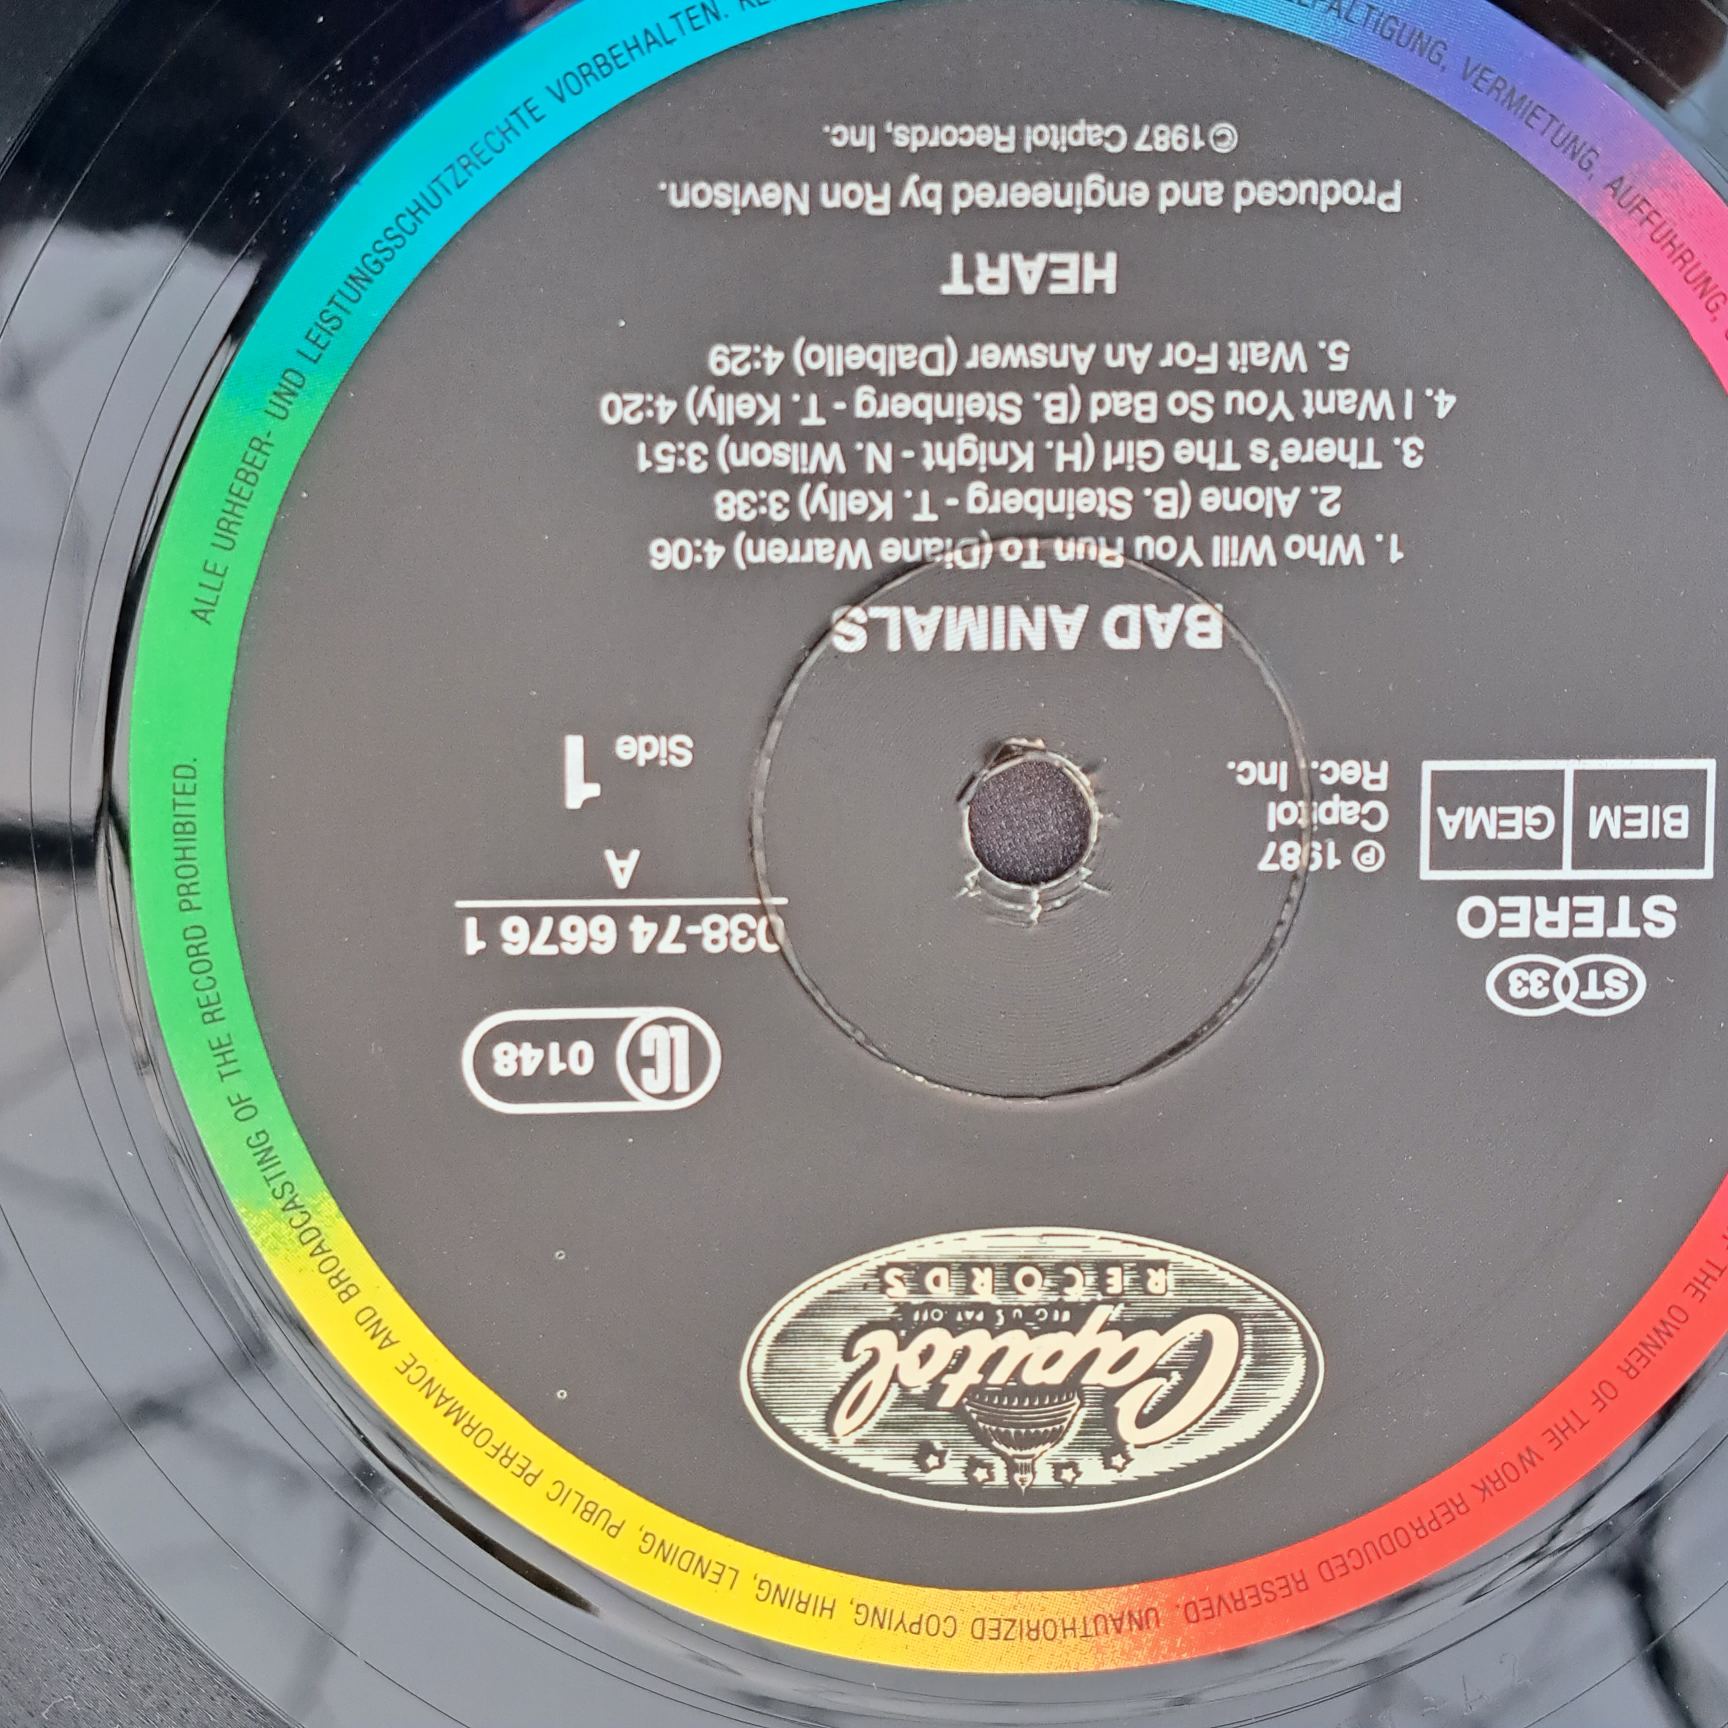 Capitol
REG. U.S. PAT. OFF.
RECORDS
ST 33
STEREO
BIEM GEMA
℗ 1987
Capitol
Rec. Inc.
LC 0148
038-74 6676 1
A
Side 1
BAD ANIMALS
1. Who Will You Run To (Diane Warren) 4:06
2. Alone (B. Steinberg - T. Kelly) 3:38
3. There's The Girl (H. Knight - N. Wilson) 3:51
4. I Want You So Bad (B. Steinberg - T. Kelly) 4:20
5. Wait For An Answer (Dalbello) 4:29
HEART
Produced and engineered by Ron Nevison.
©1987 Capitol Records, Inc.
THE OWNER OF THE WORK REPRODUCED RESERVED. UNAUTHORIZED COPYING, HIRING, LENDING, PUBLIC PERFORMANCE AND BROADCASTING OF THE RECORD PROHIBITED.
ALLE URHEBER- UND LEISTUNGSSCHUTZRECHTE VORBEHALTEN.
VERMIETUNG, AUFFÜHRUNG,